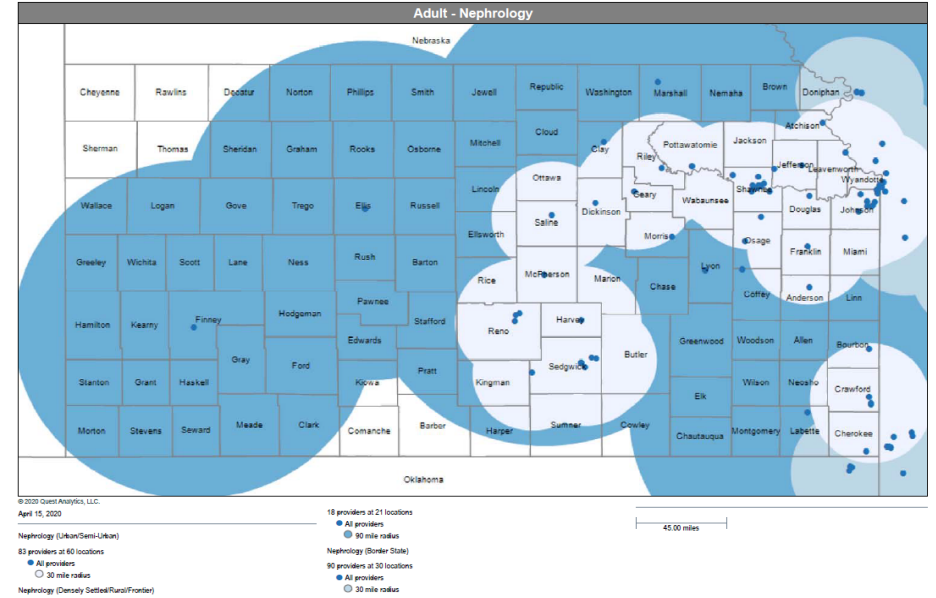 Adult - Nephrology
Nebraska
Cheyenne Rawlins Decatur Norton Phillips Smith Jewell Republic Washington Marshall Nemaha Brown Doniphan
Atchison
Sherman Thomas Sheridan Graham Rooks Osborne Mitchell Cloud Clay Riley Pottawatomie Jackson Jefferson Leavenworth
Wyandotte
Wallace Logan Gove Trego Ellis Russell Lincoln Ottawa Saline Dickinson Geary Wabaunsee Shawnee Douglas Johnson
Ellsworth Morris Osage Franklin Miami
Greeley Wichita Scott Lane Ness Rush Barton Rice McPherson Marion Chase Lyon Coffey Anderson Linn
Hamilton Kearny Finney Hodgeman Pawnee Stafford Reno Harvey
Gray Edwards Sedgwick Butler Greenwood Woodson Allen Bourbon
Stanton Grant Haskell Ford Kiowa Pratt Kingman Elk Wilson Neosho Crawford
Morton Stevens Seward Meade Clark Comanche Barber Harper Sumner Cowley Chautauqua Montgomery Labette Cherokee
Oklahoma
© 2020 Quest Analytics, LLC.
April 15, 2020
Nephrology (Urban/Semi-Urban)
83 providers at 60 locations
All providers
30 mile radius
Nephrology (Densely Settled/Rural/Frontier)
18 providers at 21 locations
All providers
90 mile radius
Nephrology (Border State)
90 providers at 30 locations
All providers
30 mile radius
45.00 miles